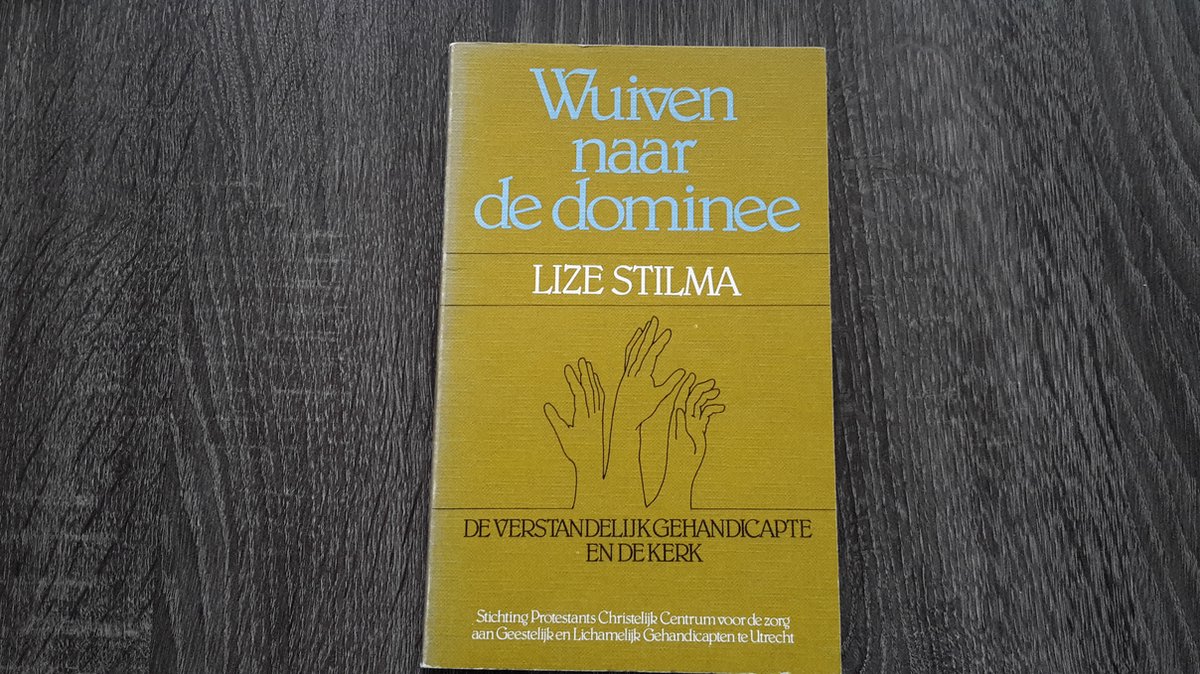 Wuiven
naar
de dominee
LIZE STILMA
DE VERSTANDELIJK GEHANDICAPTE
EN DE KERK
Stichting Protestants Christelijk Centrum voor de zorg
aan Geestelijk en Lichamelijk Gehandicapten te Utrecht